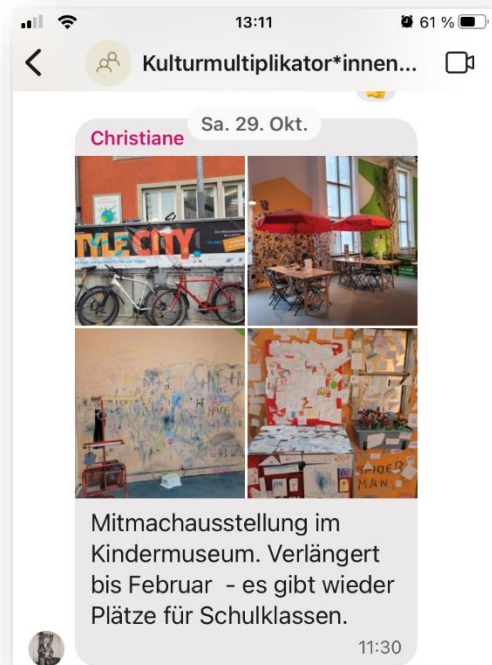 13:11
61 %
Kulturmultiplikator*innen...
Sa. 29. Okt.
Christiane
TYLE CITY
SPIDER
MAN
Mitmachausstellung im
Kindermuseum. Verlängert
bis Februar - es gibt wieder
Plätze für Schulklassen.
11:30